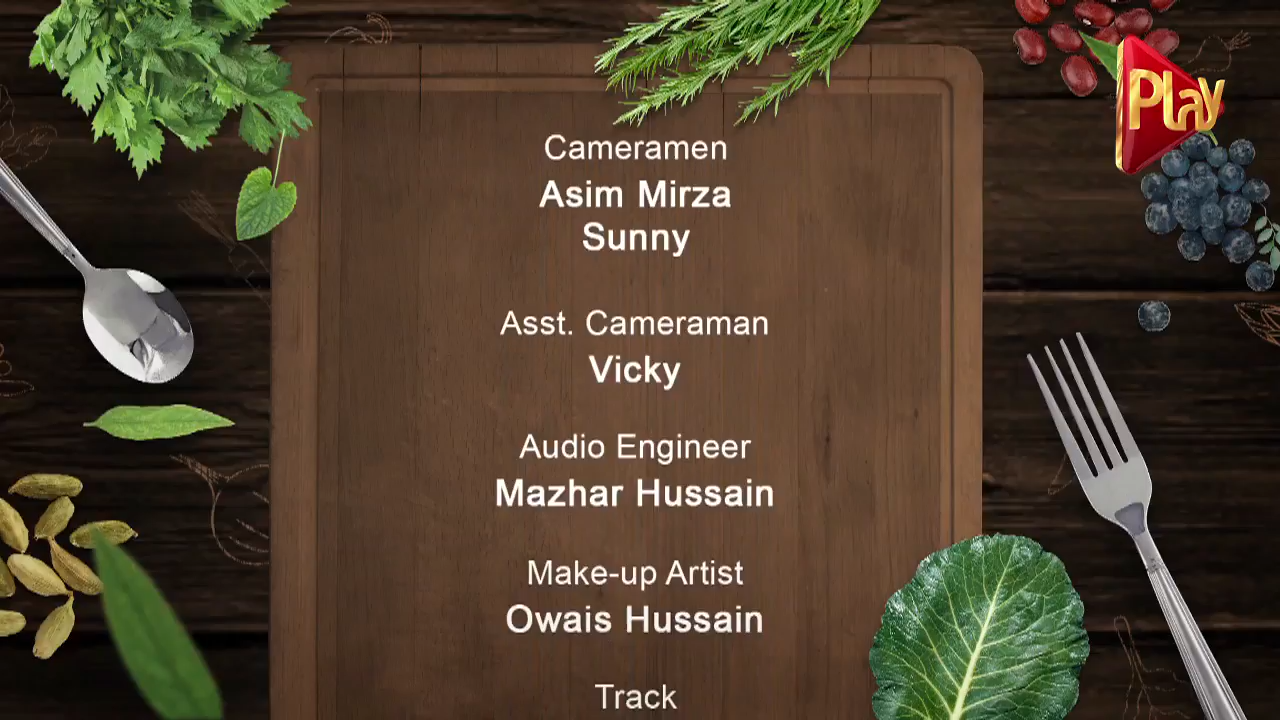 Play
Cameramen
Asim Mirza
Sunny
Asst. Cameraman
Vicky
Audio Engineer
Mazhar Hussain
Make-up Artist
Owais Hussain
Track